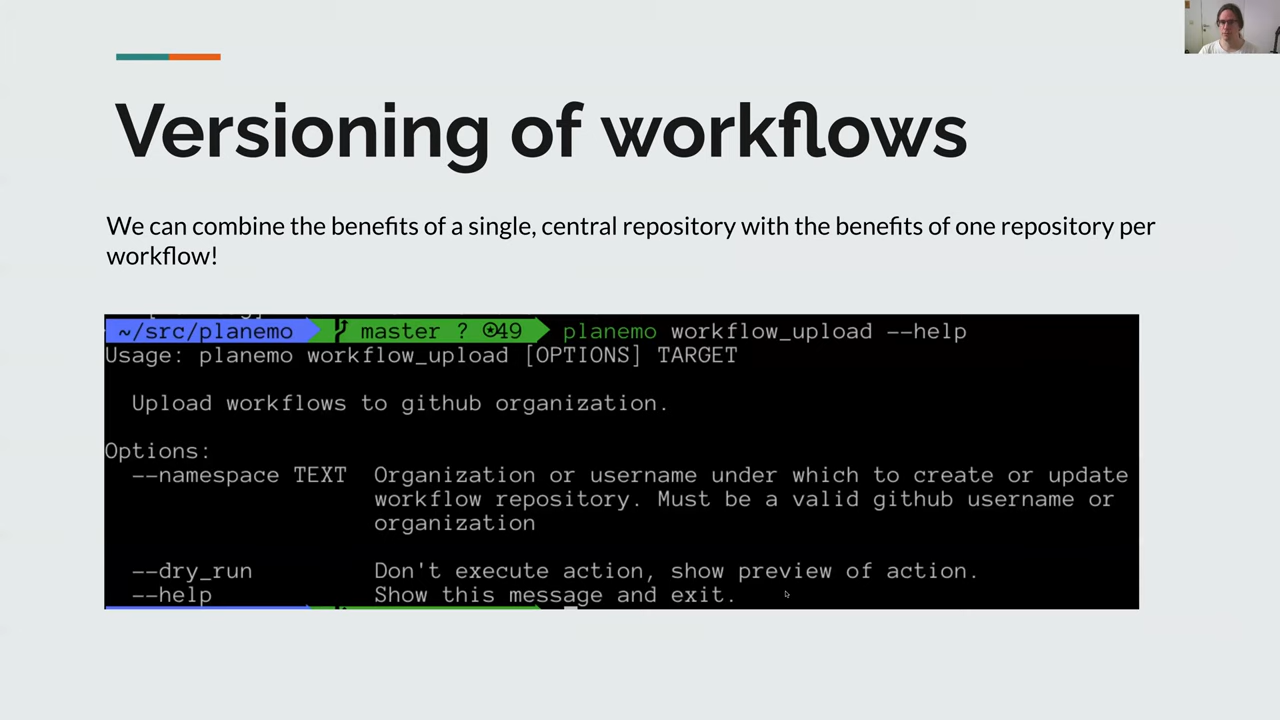 Versioning of workflows
We can combine the benefits of a single, central repository with the benefits of one repository per
workflow!
~/src/planemo master ? ⍟49 planemo workflow_upload --help
Usage: planemo workflow_upload [OPTIONS] TARGET
Upload workflows to github organization.
Options:
--namespace TEXT Organization or username under which to create or update
workflow repository. Must be a valid github username or
organization
--dry_run Don't execute action, show preview of action.
--help Show this message and exit.